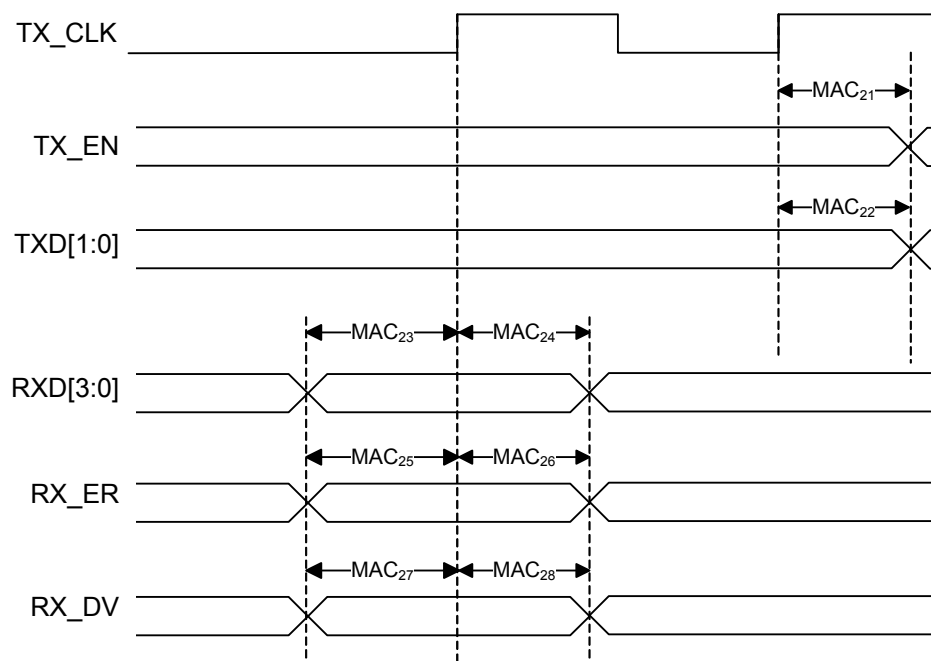 TX_CLK
MAC₂₁
TX_EN
MAC₂₂
TXD[1:0]
MAC₂₃ MAC₂₄
RXD[3:0]
MAC₂₅ MAC₂₆
RX_ER
MAC₂₇ MAC₂₈
RX_DV